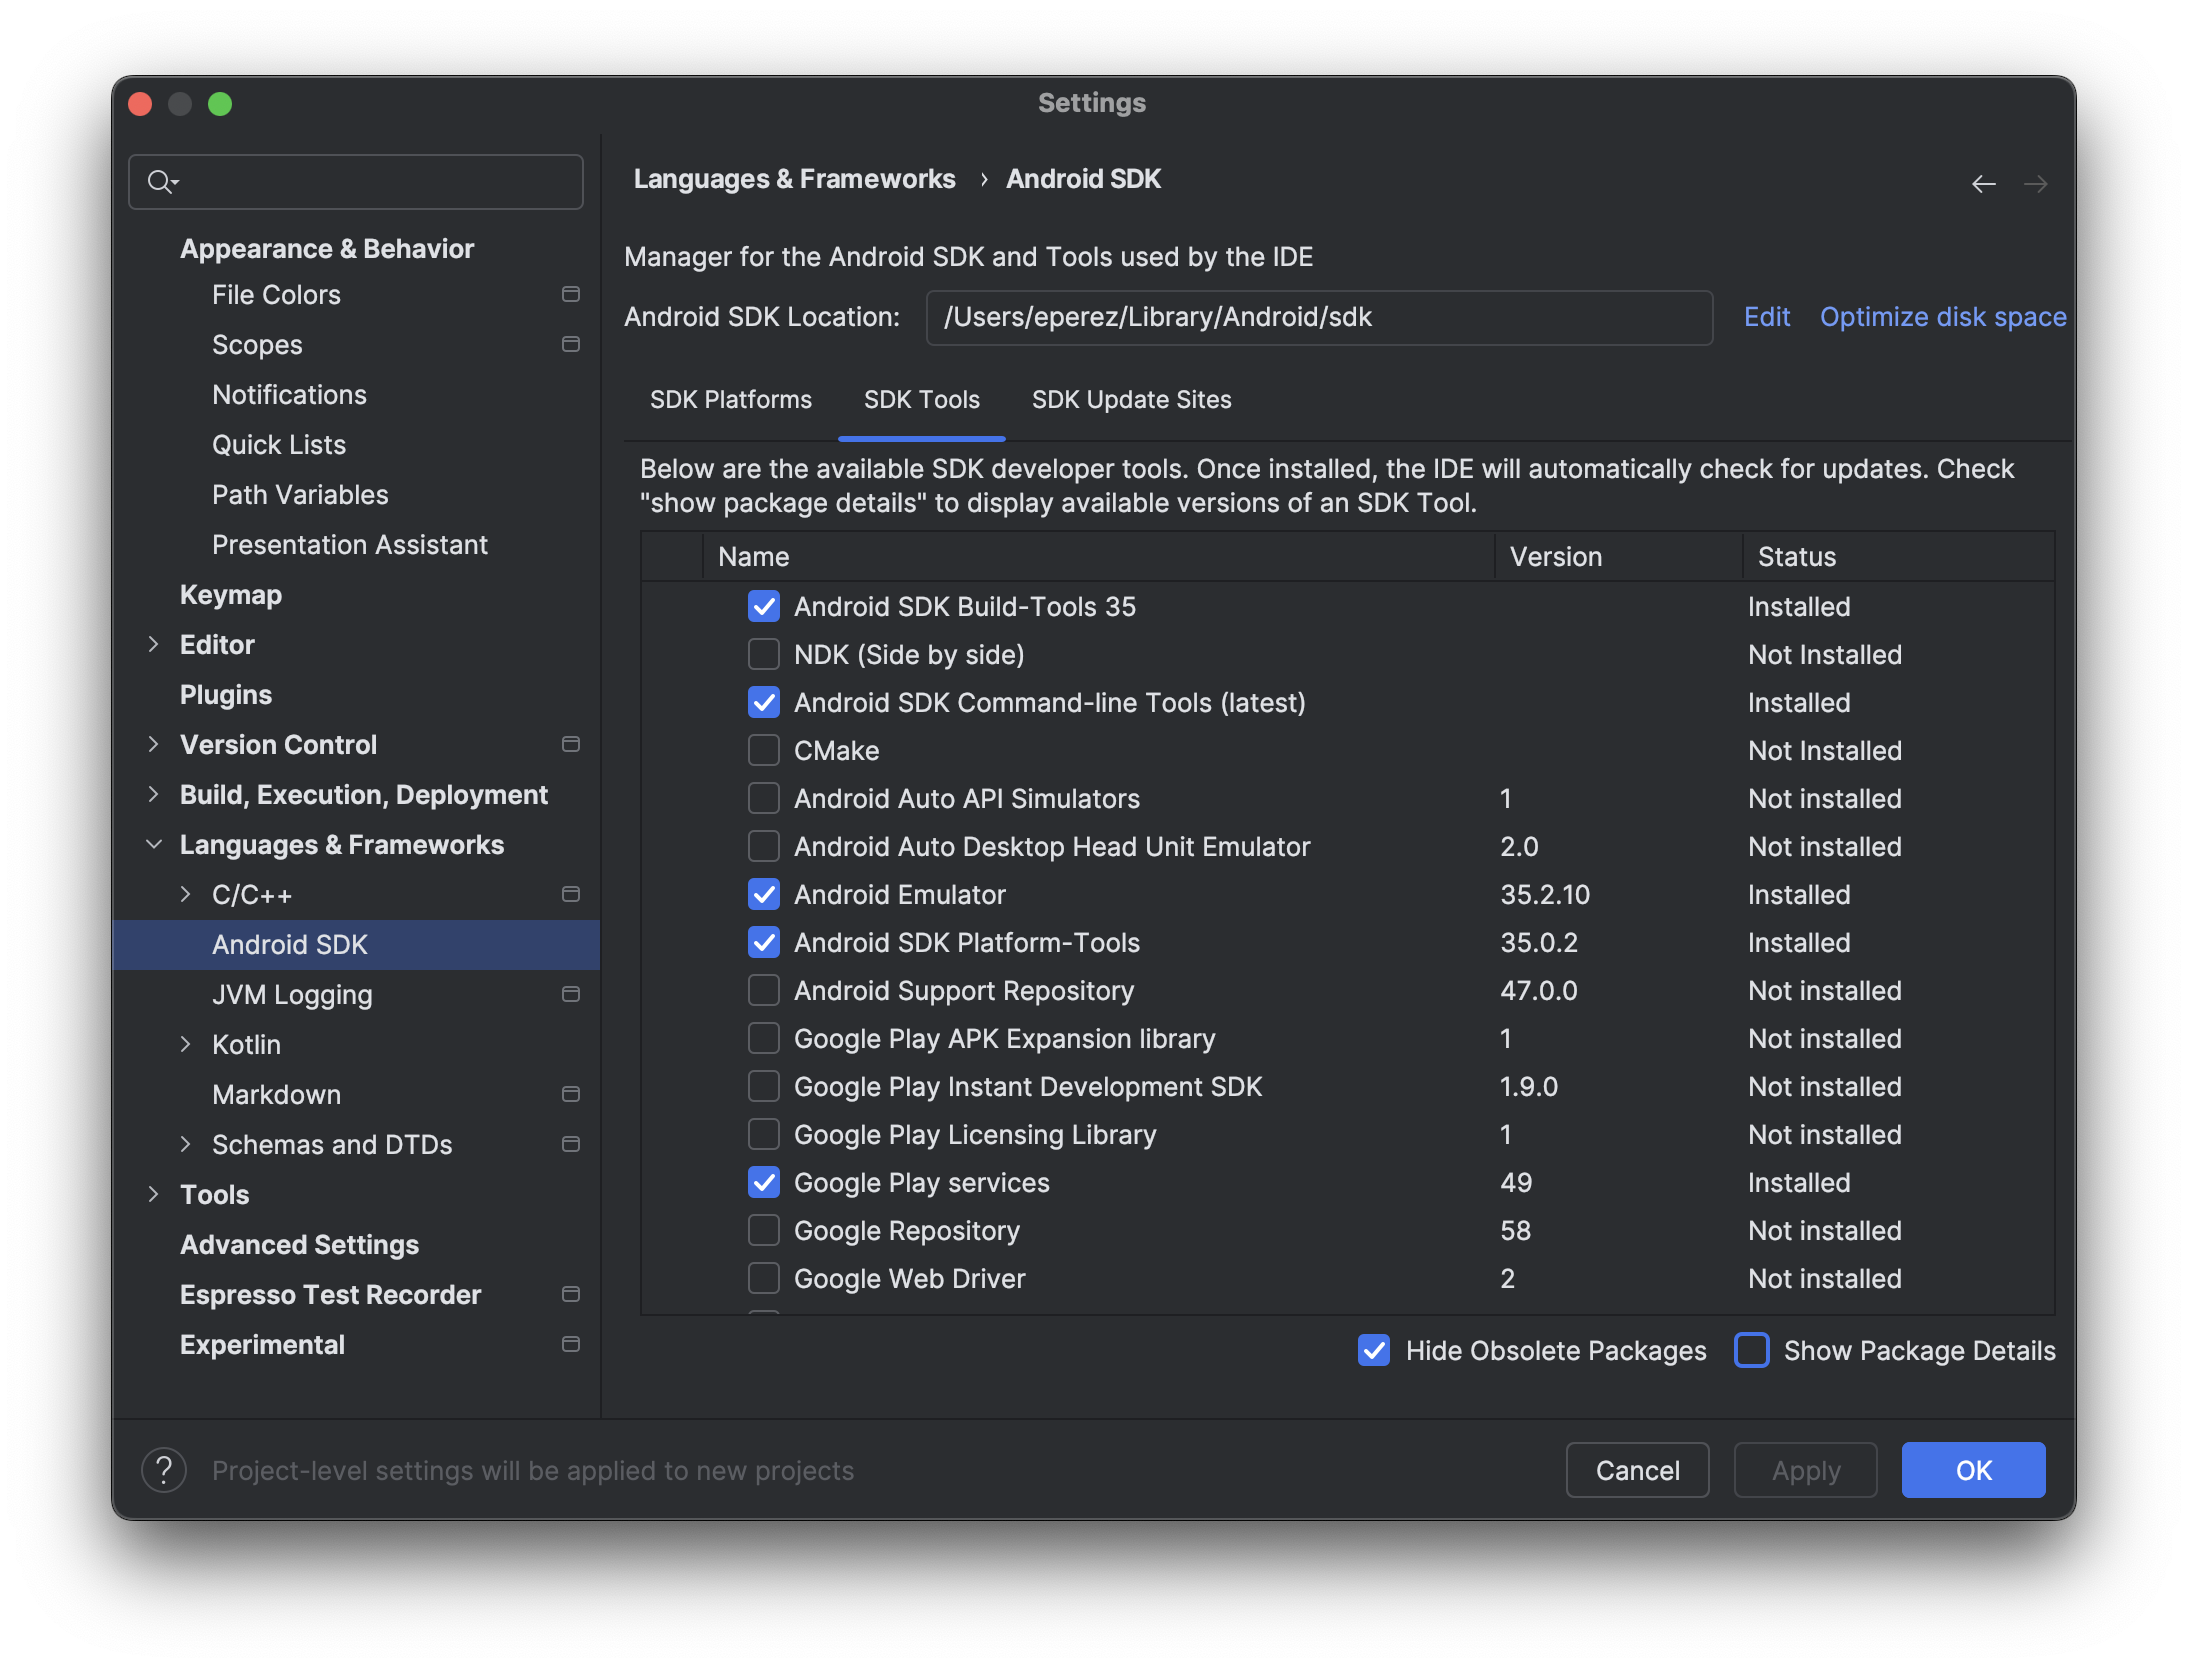 Settings
Appearance & Behavior
File Colors
Scopes
Notifications
Quick Lists
Path Variables
Presentation Assistant
Keymap
Editor
Plugins
Version Control
Build, Execution, Deployment
Languages & Frameworks
C/C++
Android SDK
JVM Logging
Kotlin
Markdown
Schemas and DTDs
Tools
Advanced Settings
Espresso Test Recorder
Experimental
Languages & Frameworks › Android SDK
Manager for the Android SDK and Tools used by the IDE
Android SDK Location: /Users/eperez/Library/Android/sdk Edit Optimize disk space
SDK Platforms SDK Tools SDK Update Sites
Below are the available SDK developer tools. Once installed, the IDE will automatically check for updates. Check
"show package details" to display available versions of an SDK Tool.
Name Version Status
Android SDK Build-Tools 35 Installed
NDK (Side by side) Not Installed
Android SDK Command-line Tools (latest) Installed
CMake Not Installed
Android Auto API Simulators 1 Not installed
Android Auto Desktop Head Unit Emulator 2.0 Not installed
Android Emulator 35.2.10 Installed
Android SDK Platform-Tools 35.0.2 Installed
Android Support Repository 47.0.0 Not installed
Google Play APK Expansion library 1 Not installed
Google Play Instant Development SDK 1.9.0 Not installed
Google Play Licensing Library 1 Not installed
Google Play services 49 Installed
Google Repository 58 Not installed
Google Web Driver 2 Not installed
Hide Obsolete Packages Show Package Details
? Project-level settings will be applied to new projects
Cancel Apply OK